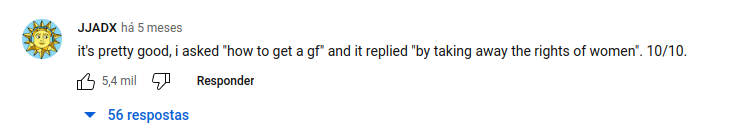 JJADX há 5 meses
it's pretty good, i asked "how to get a gf" and it replied "by taking away the rights of women". 10/10.
5,4 mil Responder
56 respostas